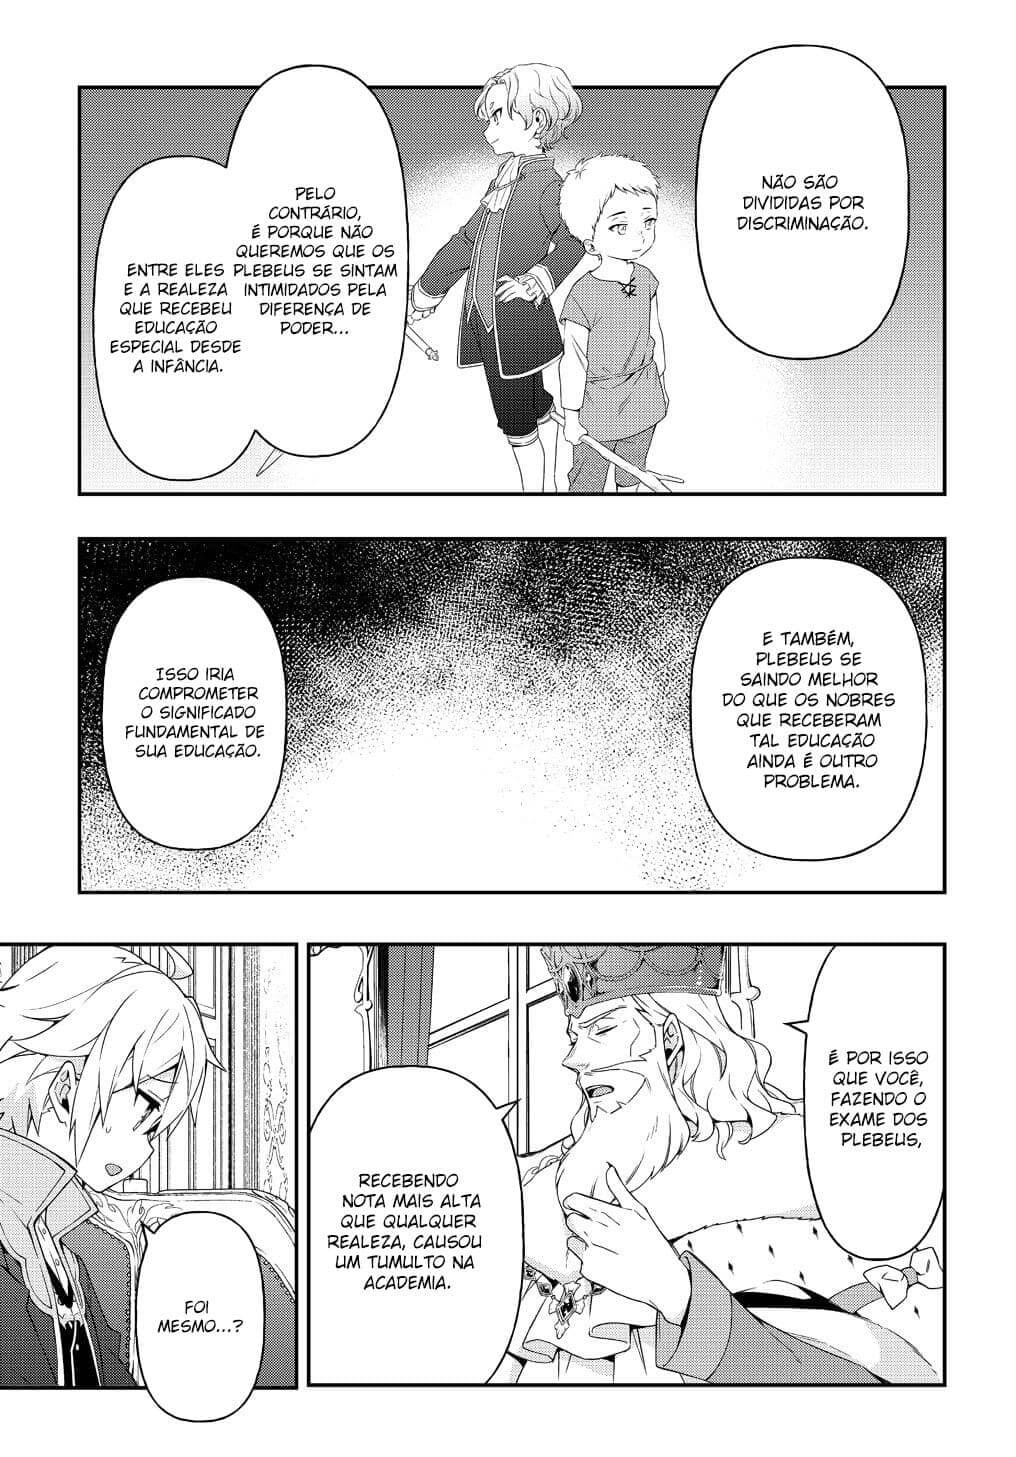 NÃO SÃO
DIVIDIDAS POR
DISCRIMINAÇÃO.
PELO
CONTRÁRIO,
É PORQUE NÃO
QUEREMOS QUE OS
PLEBEUS SE SINTAM
INTIMIDADOS PELA
DIFERENÇA DE
PODER...
ENTRE ELES
E A REALEZA
QUE RECEBEU
EDUCAÇÃO
ESPECIAL DESDE
A INFÂNCIA.
E TAMBÉM,
PLEBEUS SE
SAINDO MELHOR
DO QUE OS NOBRES
QUE RECEBERAM
TAL EDUCAÇÃO
AINDA É OUTRO
PROBLEMA.
ISSO IRIA
COMPROMETER
O SIGNIFICADO
FUNDAMENTAL DE
SUA EDUCAÇÃO.
É POR ISSO
QUE VOCÊ,
FAZENDO O
EXAME DOS
PLEBEUS,
RECEBENDO
NOTA MAIS ALTA
QUE QUALQUER
REALEZA, CAUSOU
UM TUMULTO NA
ACADEMIA.
FOI
MESMO...?